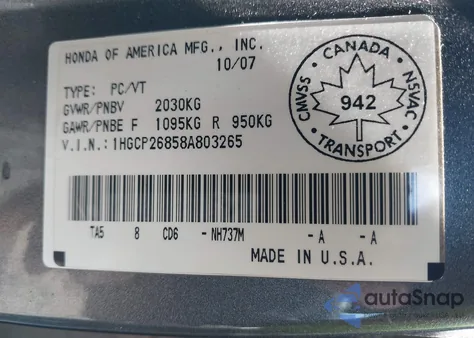 HONDA OF AMERICA MFG., INC.
10/07
TYPE: PC/VT
GVWR/PNBV 2030KG
GAWR/PNBE F 1095KG R 950KG
V.I.N.:1HGCP26858A803265
CANADA
CMVSS
NSVAC
942
TRANSPORT
TA5 8 CD6 -NH737M -A -A
MADE IN U.S.A.
autoSnap